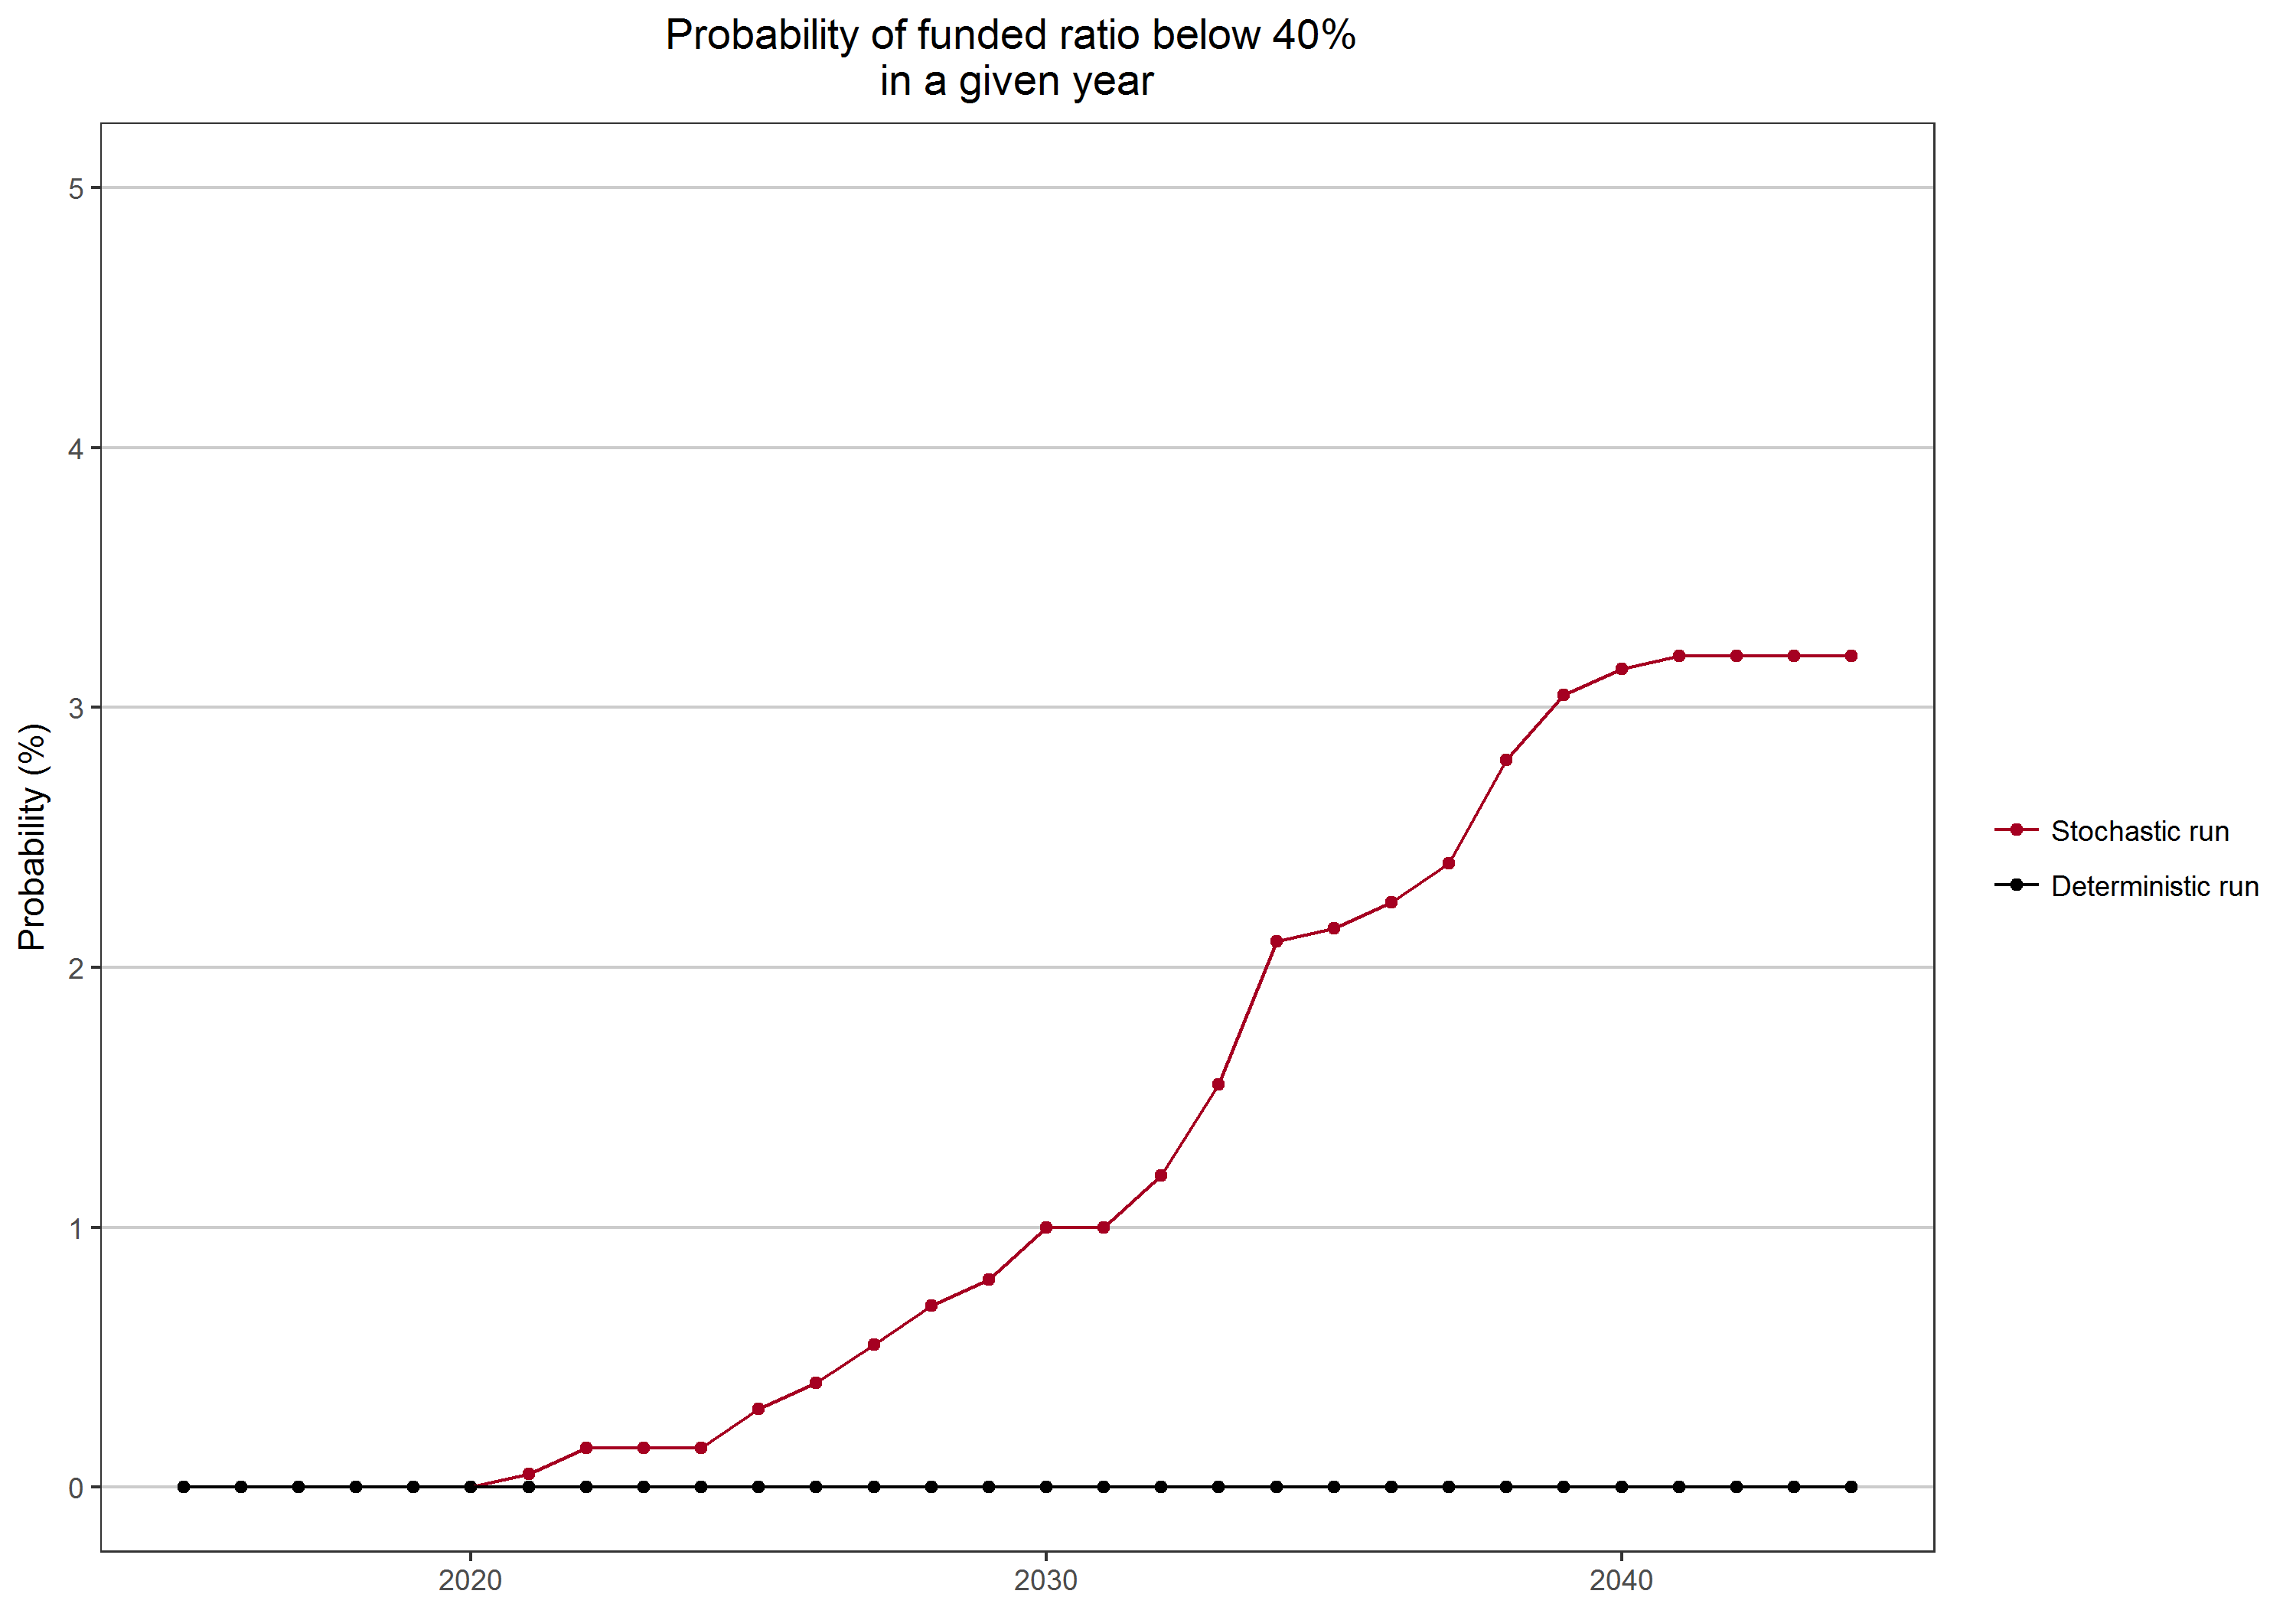 Probability of funded ratio below 40%
in a given year
Probability (%)
5
4
3
2
1
0
2020
2030
2040
Stochastic run
Deterministic run